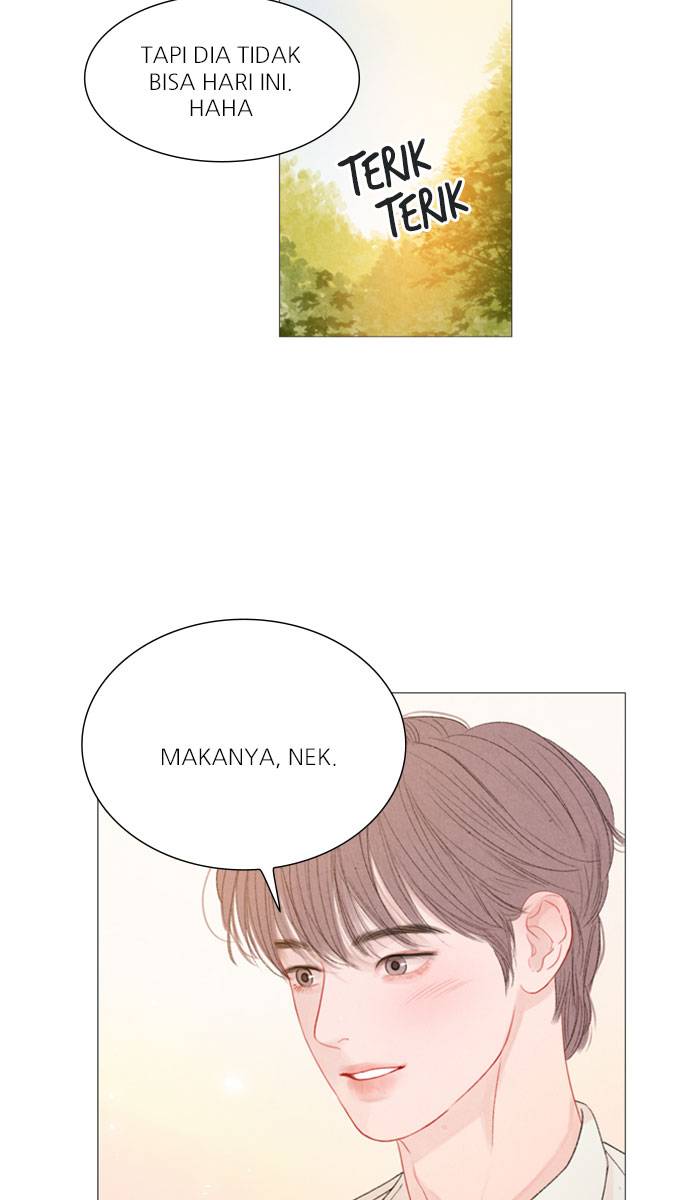 TAPI DIA TIDAK
BISA HARI INI.
HAHA
TERIK
TERIK
MAKANYA, NEK.